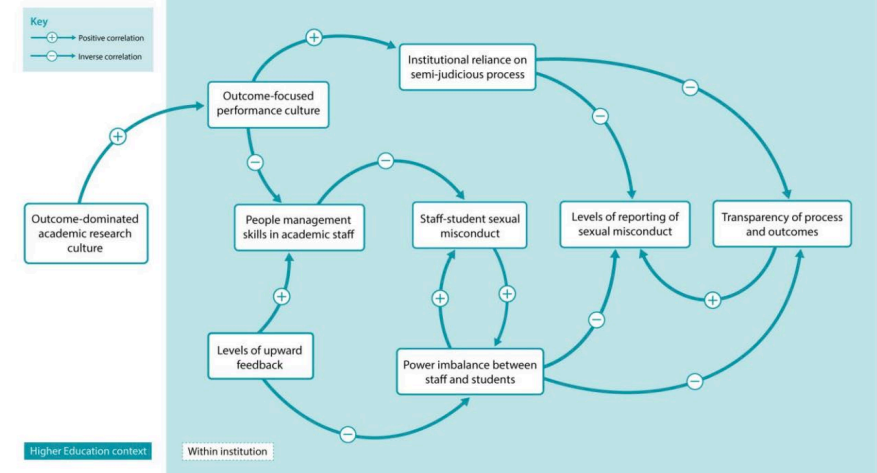 Key
+ Positive correlation
− Inverse correlation
+
Institutional reliance on
semi-judicious process
Outcome-focused
performance culture
−
−
+
−
−
Outcome-dominated
academic research
culture
People management
skills in academic staff
Staff-student sexual
misconduct
Levels of reporting of
sexual misconduct
Transparency of process
and outcomes
+
+
+
+
−
Levels of upward
feedback
Power imbalance between
staff and students
−
−
Higher Education context
Within institution